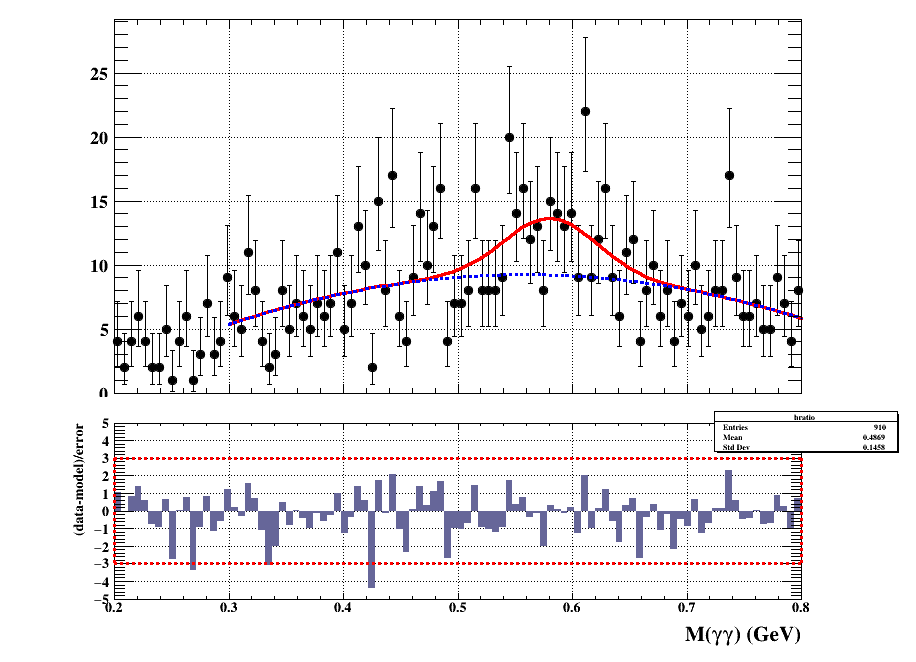 25
20
15
10
5
0
hratio
Entries 910
Mean 0.4869
Std Dev 0.1458
(data-model)/error
5
4
3
2
1
0
−1
−2
−3
−4
−5
0.2 0.3 0.4 0.5 0.6 0.7 0.8
M(γγ) (GeV)